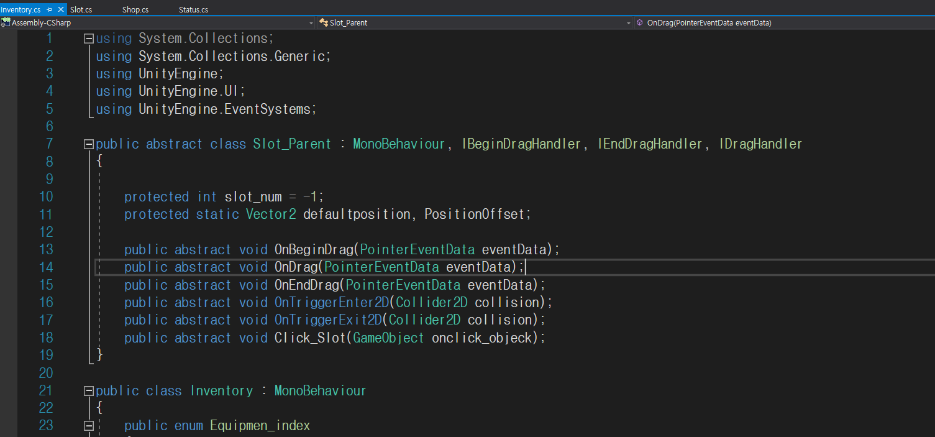 Inventory.cs Slot.cs Shop.cs Status.cs
Assembly-CSharp Slot_Parent OnDrag(PointerEventData eventData)
1 using System.Collections;
2 using System.Collections.Generic;
3 using UnityEngine;
4 using UnityEngine.UI;
5 using UnityEngine.EventSystems;
6
7 public abstract class Slot_Parent : MonoBehaviour, IBeginDragHandler, IEndDragHandler, IDragHandler
8 {
9
10 protected int slot_num = -1;
11 protected static Vector2 defaultposition, PositionOffset;
12
13 public abstract void OnBeginDrag(PointerEventData eventData);
14 public abstract void OnDrag(PointerEventData eventData);
15 public abstract void OnEndDrag(PointerEventData eventData);
16 public abstract void OnTriggerEnter2D(Collider2D collision);
17 public abstract void OnTriggerExit2D(Collider2D collision);
18 public abstract void Click_Slot(GameObject onclick_objeck);
19 }
20
21 public class Inventory : MonoBehaviour
22 {
23 public enum Equipmen_index